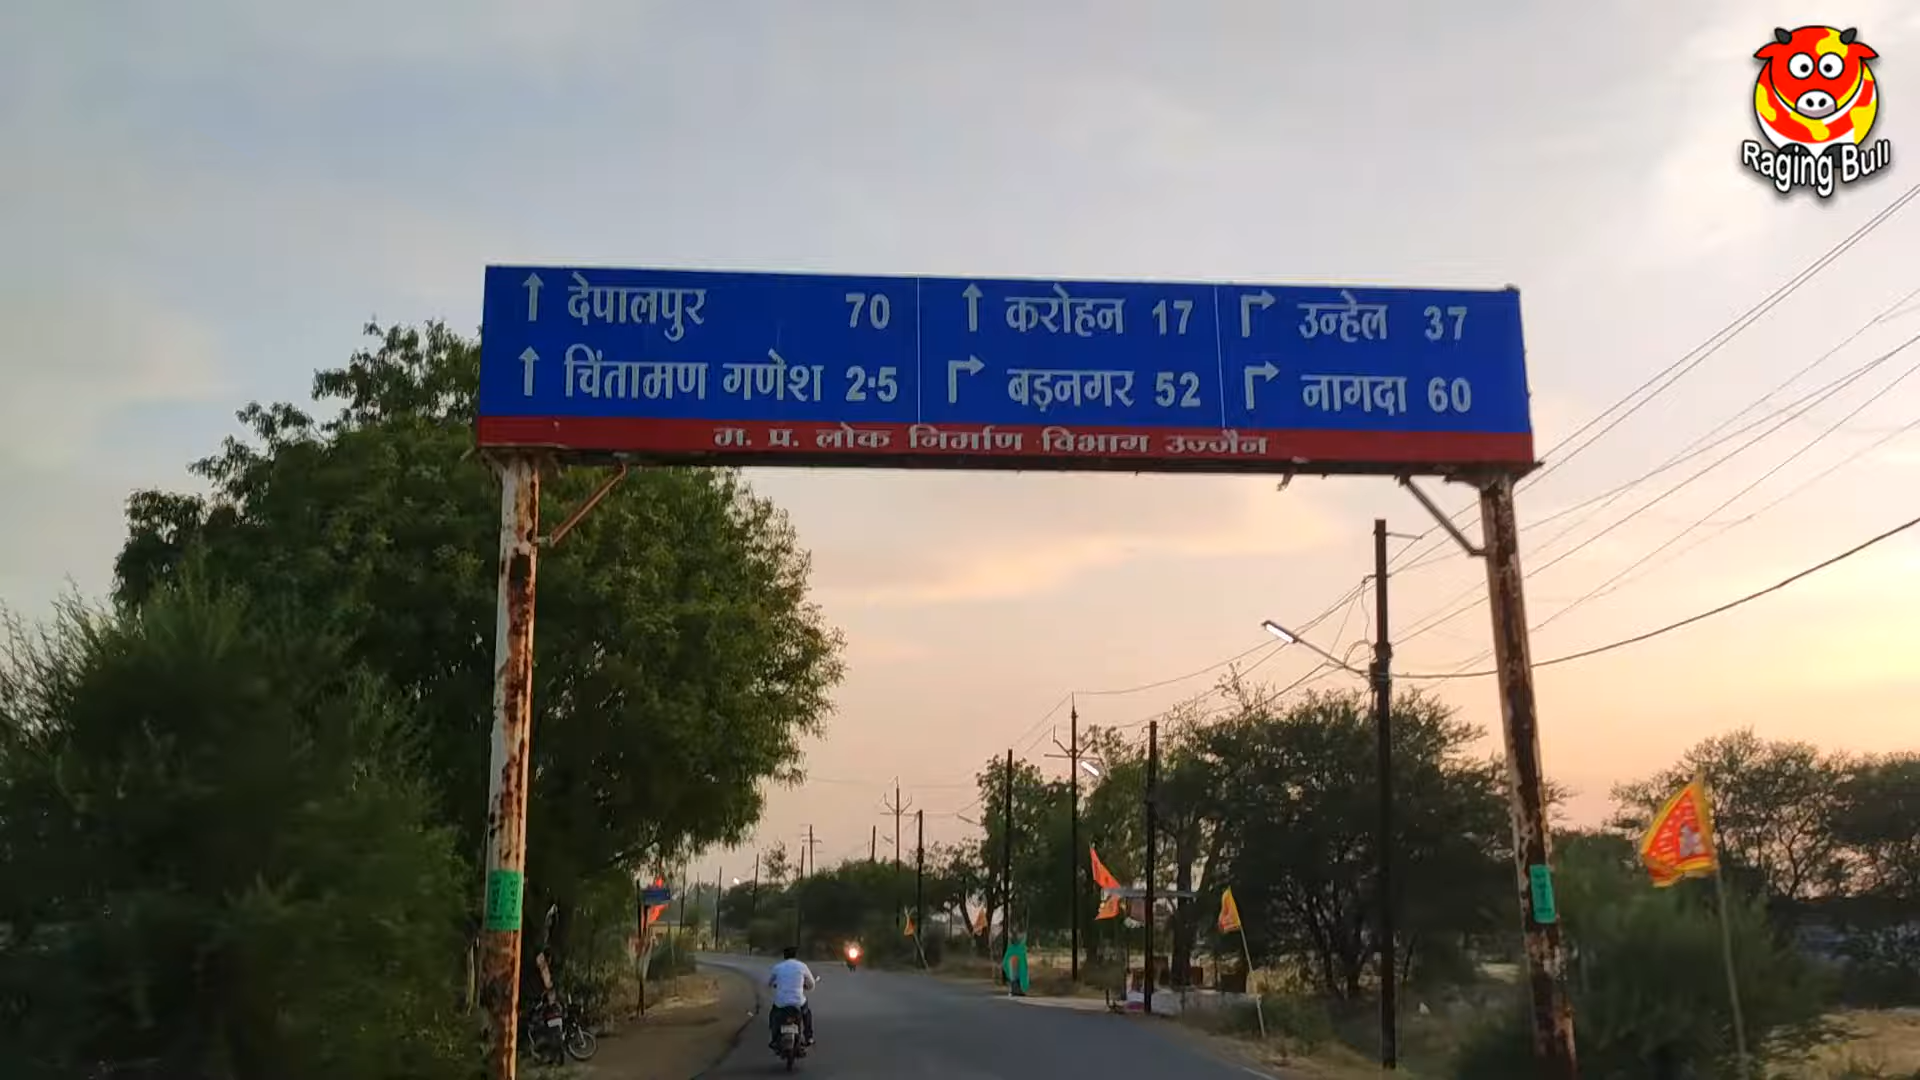 ↑ देपालपुर 70
↑ चिंतामण गणेश 2·5
↑ करोहन 17
↱ बड़नगर 52
↱ उन्हेल 37
↱ नागदा 60
म. प्र. लोक निर्माण विभाग उज्जैन
Raging Bull